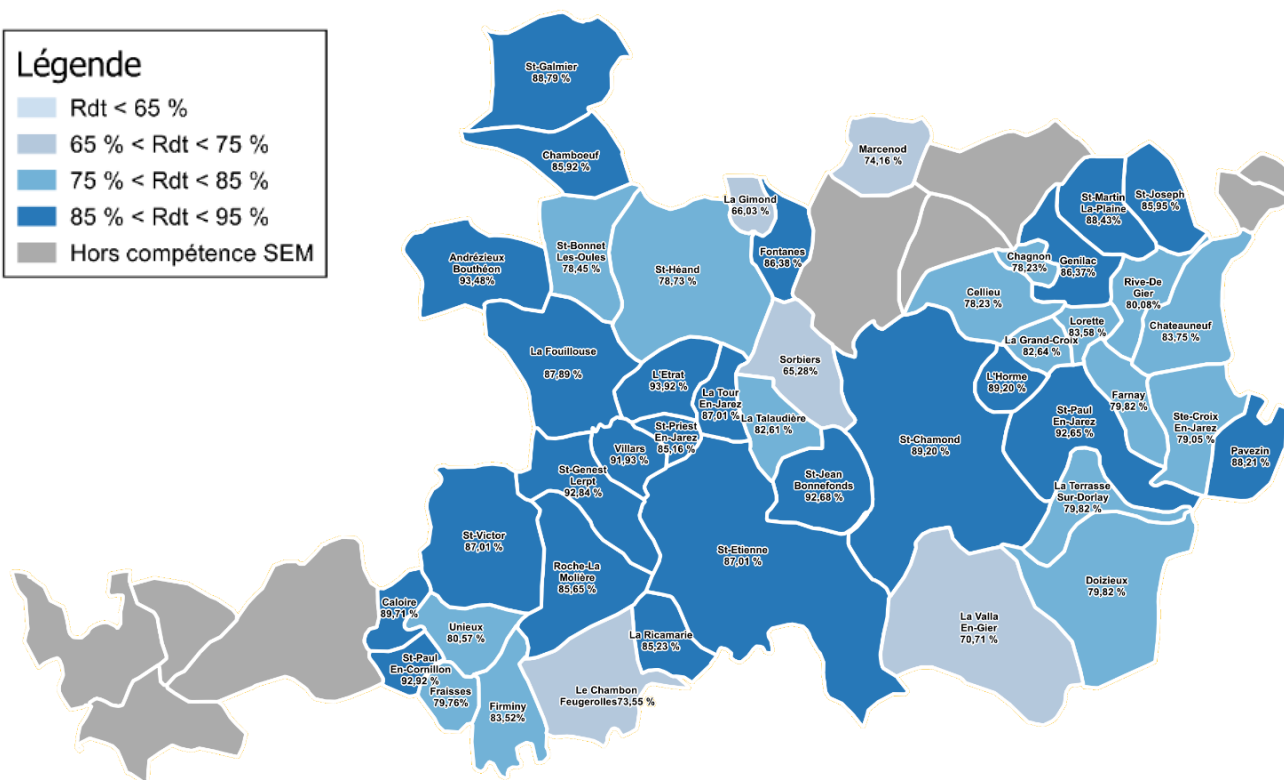 Légende
Rdt < 65 %
65 % < Rdt < 75 %
75 % < Rdt < 85 %
85 % < Rdt < 95 %
Hors compétence SEM
St-Galmier
88,79 %
Chamboeuf
85,92 %
Marcenod
74,16 %
La Gimond
66,03 %
St-Martin
La-Plaine
88,43%
St-Joseph
85,95 %
Andrézieux
Bouthéon
93,48%
St-Bonnet
Les-Oules
78,45 %
St-Héand
78,73 %
Fontanes
86,38 %
Chagnon
78,23%
Genilac
86,37%
Rive-De
Gier
80,08%
Cellieu
78,23 %
Lorette
83,58 %
Chateauneuf
83,75 %
La Grand-Croix
82,64 %
La Fouillouse
87,89 %
Sorbiers
65,28%
L'Etrat
93,92 %
La Tour
En-Jarez
87,01 %
L'Horme
89,20 %
Farnay
79,82 %
La Talaudière
82,61 %
St-Priest
En-Jarez
85,16 %
St-Paul
En-Jarez
92,65 %
Ste-Croix
En-Jarez
79,05 %
Villars
91,93 %
St-Chamond
89,20 %
Pavezin
88,21 %
St-Genest
Lerpt
92,84 %
St-Jean
Bonnefonds
92,68 %
La Terrasse
Sur-Dorlay
79,82 %
St-Victor
87,01 %
St-Etienne
87,01 %
Roche-La
Molière
85,65 %
Doizieux
79,82 %
Caloire
89,71 %
La Valla
En-Gier
70,71 %
Unieux
80,57 %
La Ricamarie
85,23 %
St-Paul
En-Cornillon
92,92 %
Fraisses
79,76%
Le Chambon
Feugerolles73,55 %
Firminy
83,52%